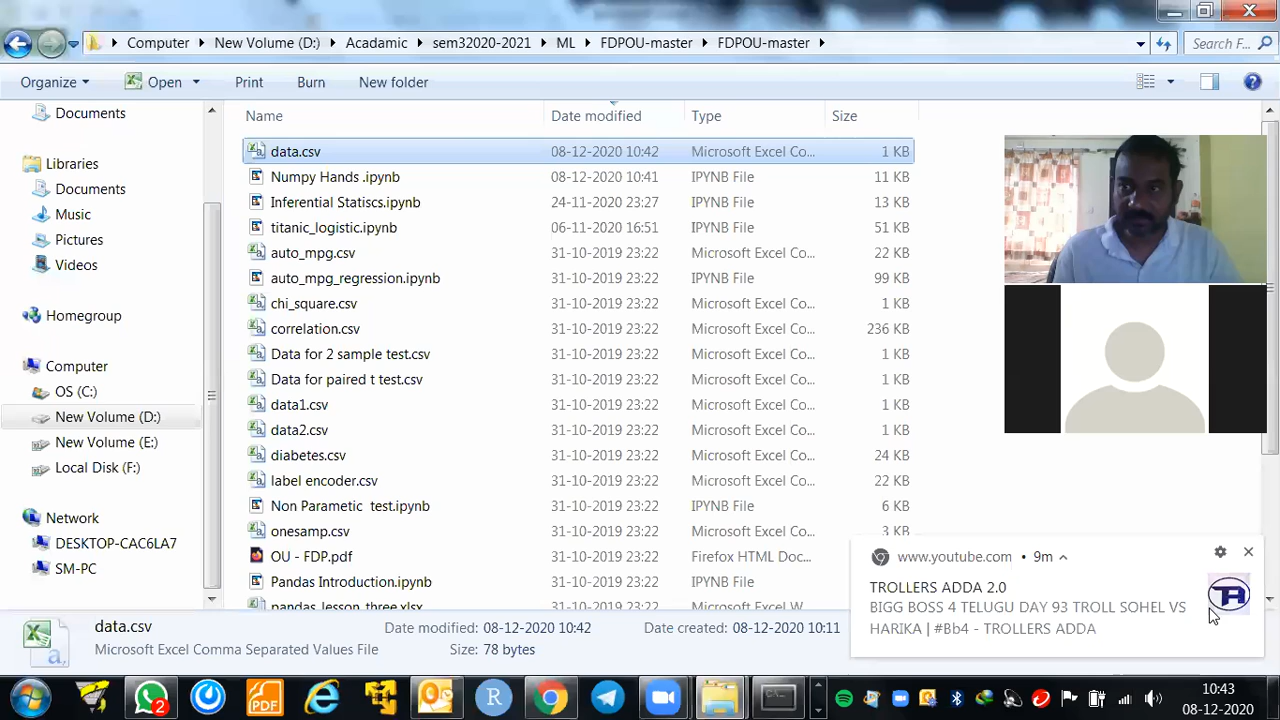 Computer New Volume (D:) Acadamic sem32020-2021 ML FDPOU-master FDPOU-master
Search F...
Organize Open Print Burn New folder
Documents
Libraries
Documents
Music
Pictures
Videos
Homegroup
Computer
OS (C:)
New Volume (D:)
New Volume (E:)
Local Disk (F:)
Network
DESKTOP-CAC6LA7
SM-PC
Name Date modified Type Size
data.csv 08-12-2020 10:42 Microsoft Excel Co... 1 KB
Numpy Hands .ipynb 08-12-2020 10:41 IPYNB File 11 KB
Inferential Statiscs.ipynb 24-11-2020 23:27 IPYNB File 13 KB
titanic_logistic.ipynb 06-11-2020 16:51 IPYNB File 51 KB
auto_mpg.csv 31-10-2019 23:22 Microsoft Excel Co... 22 KB
auto_mpg_regression.ipynb 31-10-2019 23:22 IPYNB File 99 KB
chi_square.csv 31-10-2019 23:22 Microsoft Excel Co... 1 KB
correlation.csv 31-10-2019 23:22 Microsoft Excel Co... 236 KB
Data for 2 sample test.csv 31-10-2019 23:22 Microsoft Excel Co... 1 KB
Data for paired t test.csv 31-10-2019 23:22 Microsoft Excel Co... 1 KB
data1.csv 31-10-2019 23:22 Microsoft Excel Co... 1 KB
data2.csv 31-10-2019 23:22 Microsoft Excel Co... 1 KB
diabetes.csv 31-10-2019 23:22 Microsoft Excel Co... 24 KB
label encoder.csv 31-10-2019 23:22 Microsoft Excel Co... 22 KB
Non Parametic test.ipynb 31-10-2019 23:22 IPYNB File 6 KB
onesamp.csv 31-10-2019 23:22 Microsoft Excel Co... 3 KB
OU - FDP.pdf 31-10-2019 23:22 Firefox HTML Doc...
Pandas Introduction.ipynb 31-10-2019 23:22 IPYNB File
pandas_lesson_three.xlsx 31-10-2019 23:22 Microsoft Excel W...
www.youtube.com • 9m
TROLLERS ADDA 2.0
BIGG BOSS 4 TELUGU DAY 93 TROLL SOHEL VS
HARIKA | #Bb4 - TROLLERS ADDA
TA
data.csv Date modified: 08-12-2020 10:42 Date created: 08-12-2020 10:11
Microsoft Excel Comma Separated Values File Size: 78 bytes
2
PDF
R
10:43
08-12-2020